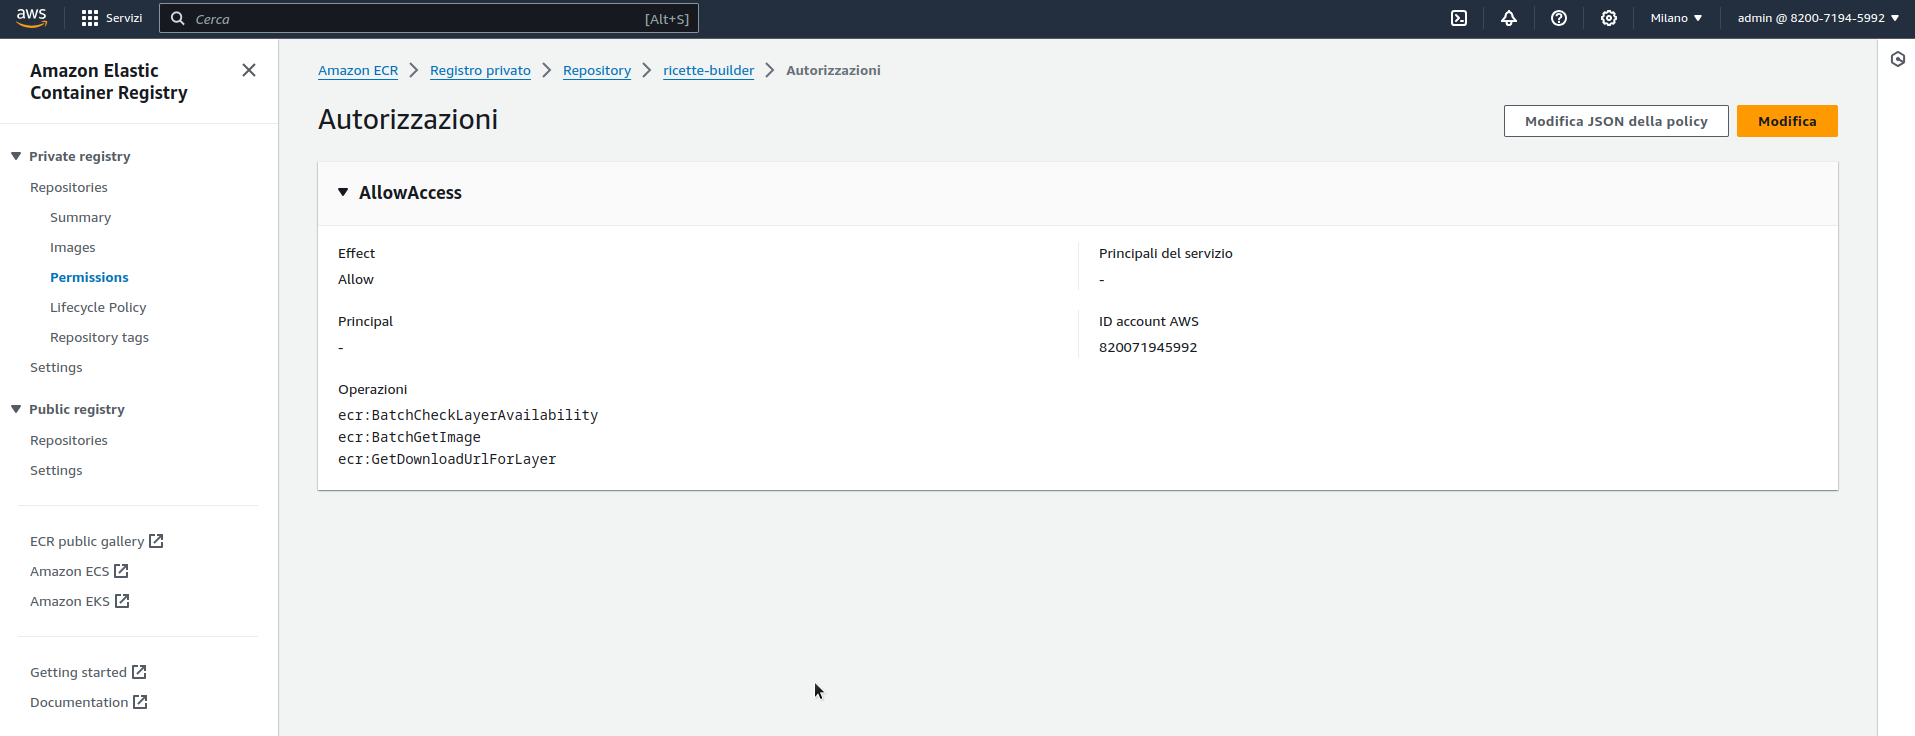 aws
Servizi
Cerca
[Alt+S]
Milano
admin @ 8200-7194-5992
Amazon Elastic
Container Registry
Private registry
Repositories
Summary
Images
Permissions
Lifecycle Policy
Repository tags
Settings
Public registry
Repositories
Settings
ECR public gallery
Amazon ECS
Amazon EKS
Getting started
Documentation
Amazon ECR
Registro privato
Repository
ricette-builder
Autorizzazioni
Autorizzazioni
Modifica JSON della policy
Modifica
AllowAccess
Effect
Allow
Principali del servizio
-
Principal
-
ID account AWS
820071945992
Operazioni
ecr:BatchCheckLayerAvailability
ecr:BatchGetImage
ecr:GetDownloadUrlForLayer